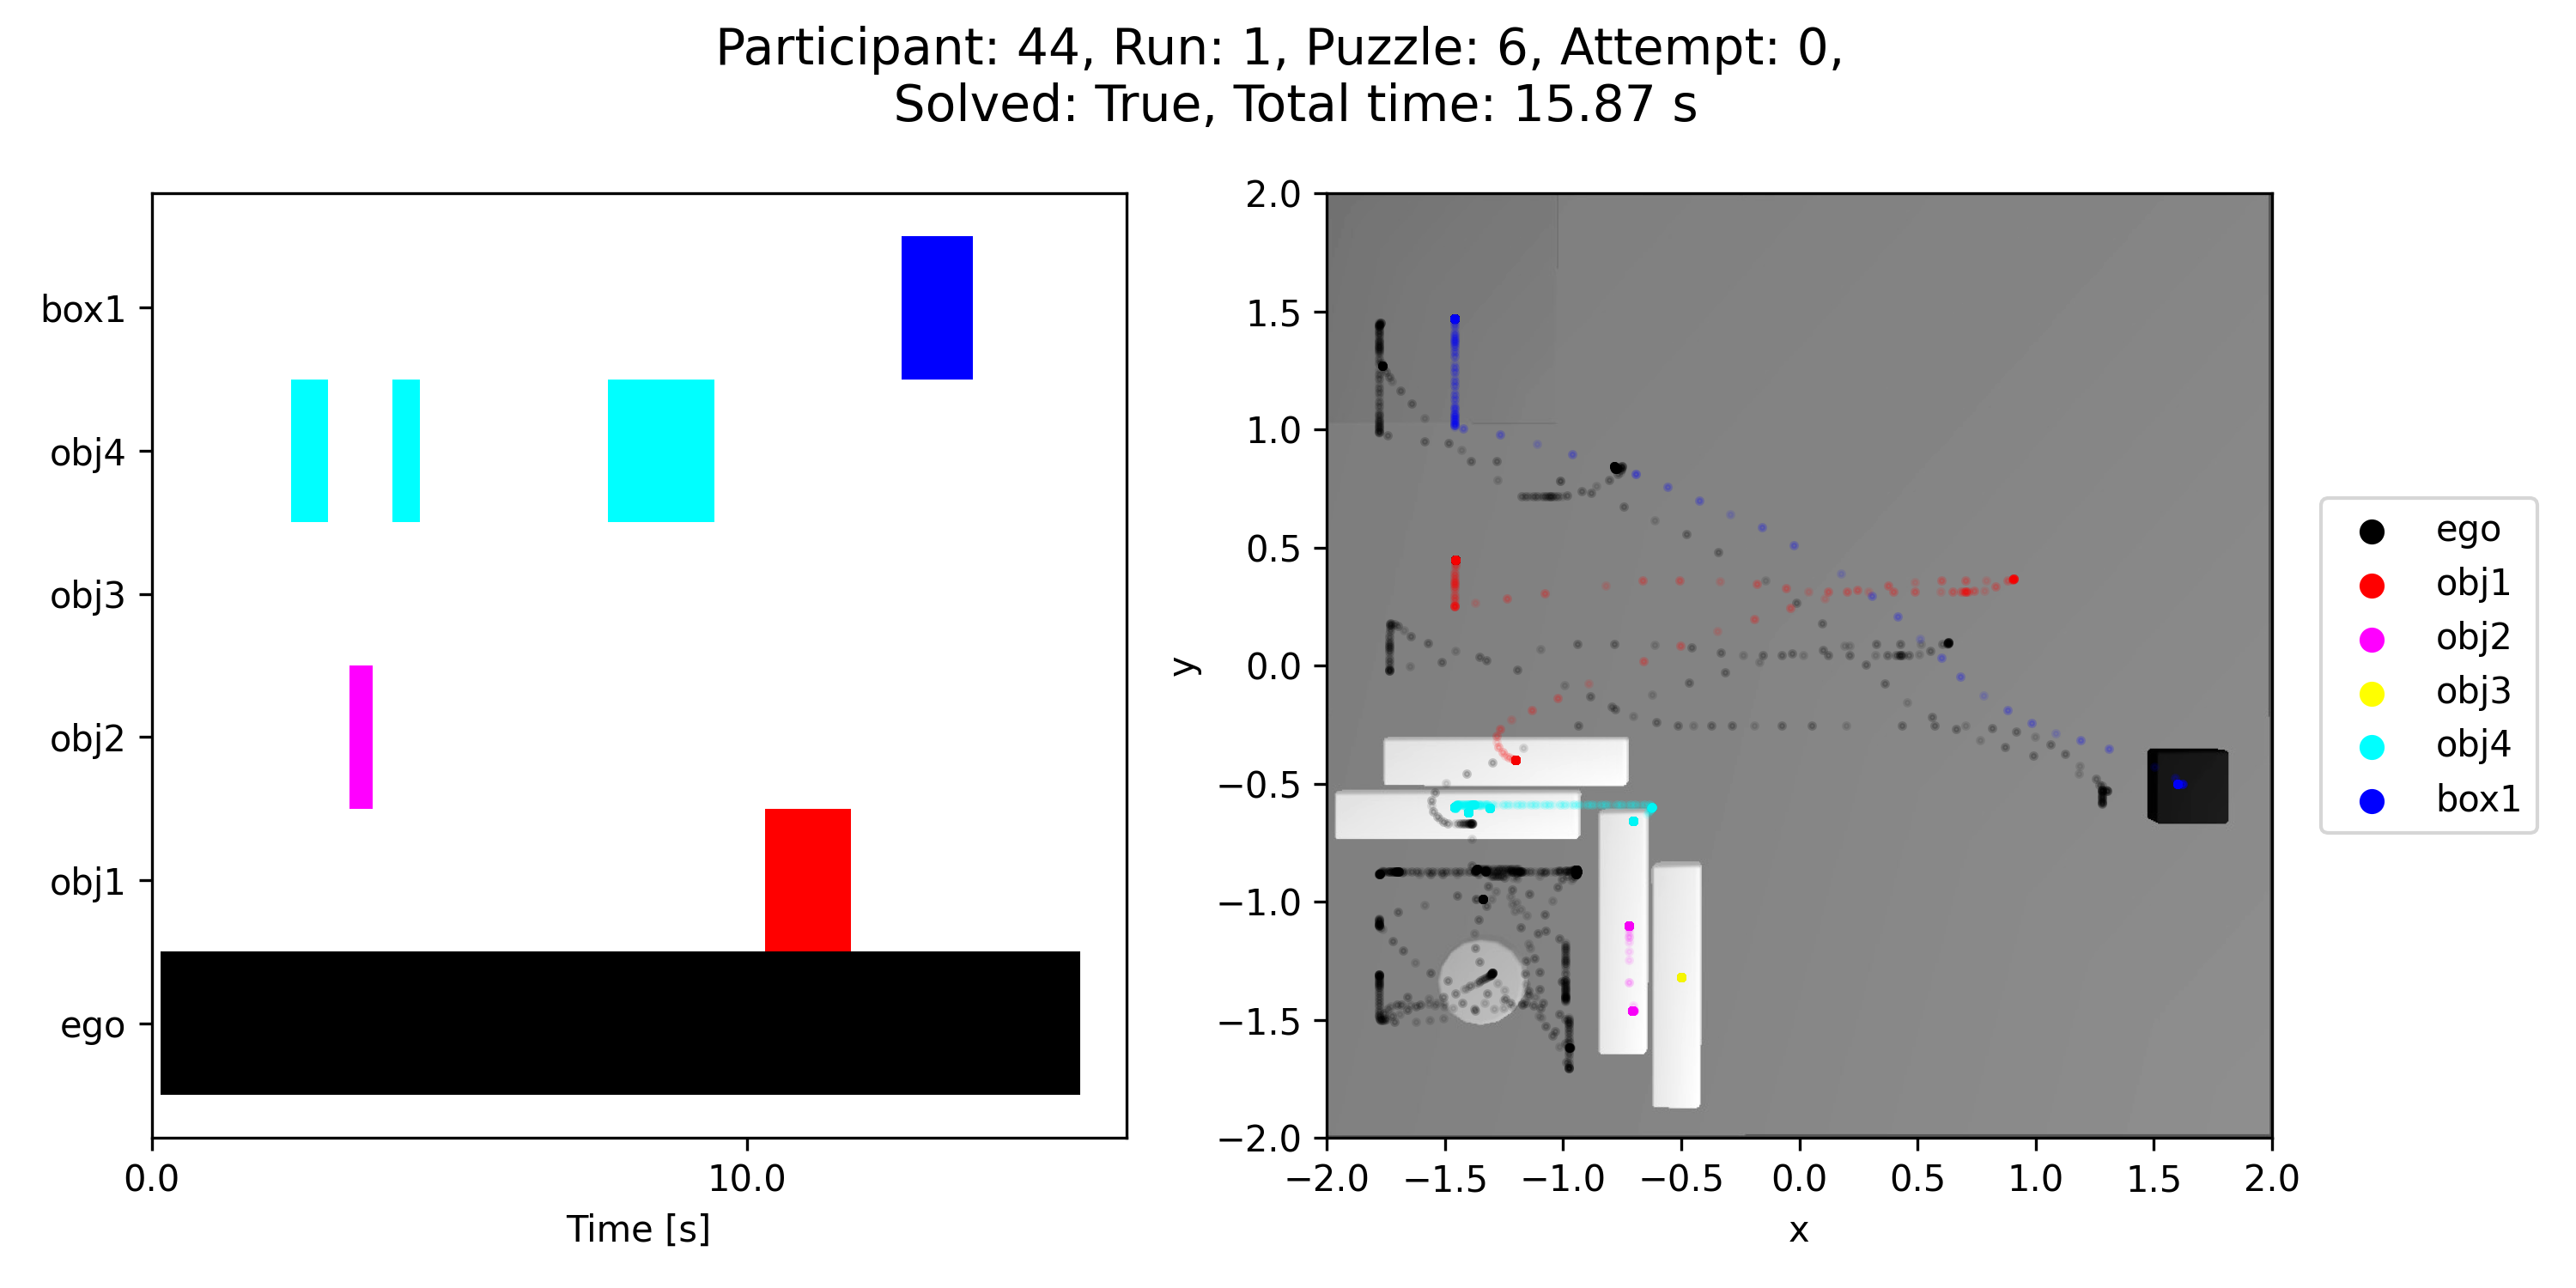 Participant: 44, Run: 1, Puzzle: 6, Attempt: 0,
Solved: True, Total time: 15.87 s
box1
obj4
obj3
obj2
obj1
ego
0.0
10.0
Time [s]
2.0
1.5
1.0
0.5
0.0
−0.5
−1.0
−1.5
−2.0
y
−2.0
−1.5
−1.0
−0.5
0.0
0.5
1.0
1.5
2.0
x
ego
obj1
obj2
obj3
obj4
box1